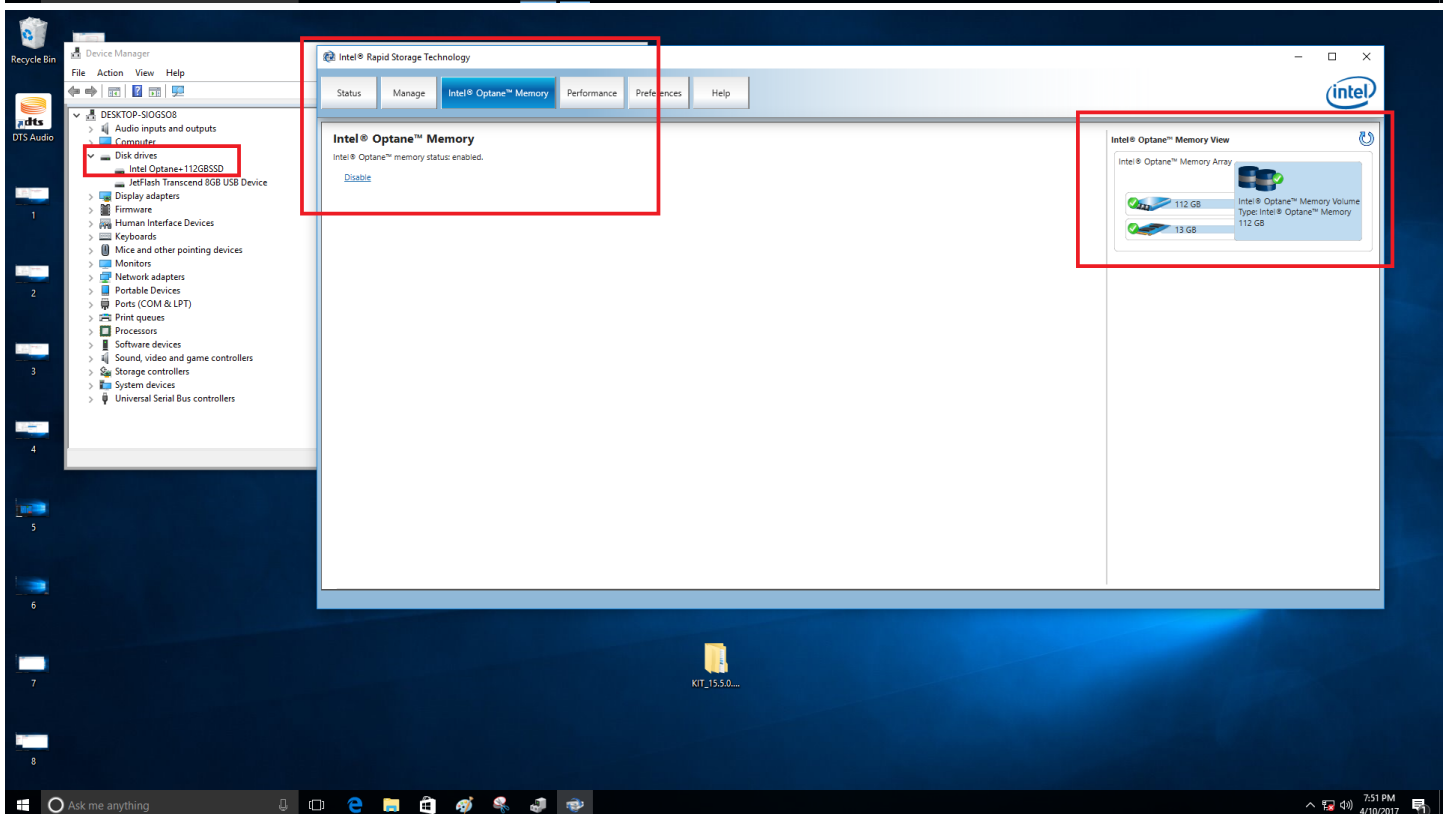 Recycle Bin
DTS Audio
dts
1
2
3
4
5
6
7
8
Device Manager
File Action View Help
DESKTOP-SIOGSO8
Audio inputs and outputs
Computer
Disk drives
Intel Optane+112GBSSD
JetFlash Transcend 8GB USB Device
Display adapters
Firmware
Human Interface Devices
Keyboards
Mice and other pointing devices
Monitors
Network adapters
Portable Devices
Ports (COM & LPT)
Print queues
Processors
Software devices
Sound, video and game controllers
Storage controllers
System devices
Universal Serial Bus controllers
Intel® Rapid Storage Technology
Status Manage Intel® Optane™ Memory Performance Preferences Help
intel
Intel® Optane™ Memory
Intel® Optane™ memory status: enabled.
Disable
Intel® Optane™ Memory View
Intel® Optane™ Memory Array
112 GB
13 GB
Intel® Optane™ Memory Volume
Type: Intel® Optane™ Memory
112 GB
KIT_15.5.0....
Ask me anything
7:51 PM
4/10/2017